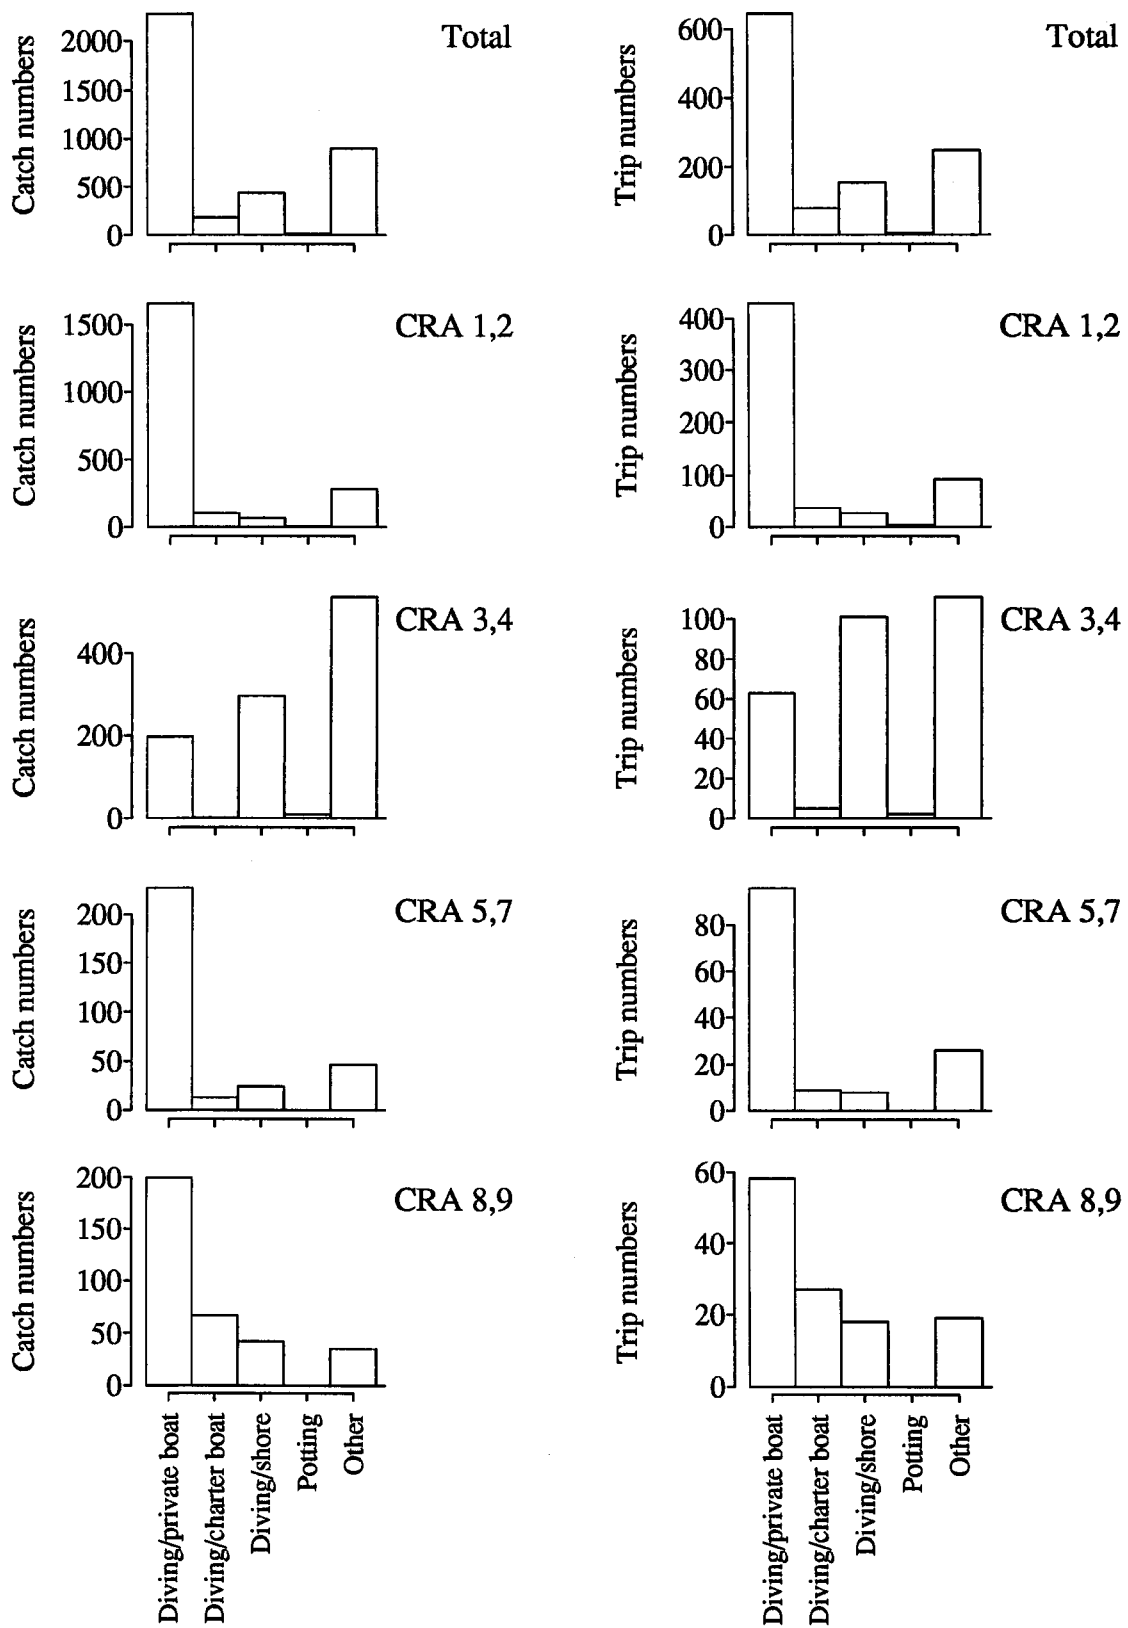 Total
Catch numbers
2000
1500
1000
500
0
Total
Trip numbers
600
400
200
0
CRA 1,2
Catch numbers
1500
1000
500
0
CRA 1,2
Trip numbers
400
300
200
100
0
CRA 3,4
Catch numbers
400
200
0
CRA 3,4
Trip numbers
100
80
60
40
20
0
CRA 5,7
Catch numbers
200
150
100
50
0
CRA 5,7
Trip numbers
80
60
40
20
0
CRA 8,9
Catch numbers
200
150
100
50
0
CRA 8,9
Trip numbers
60
40
20
0
Diving/private boat
Diving/charter boat
Diving/shore
Potting
Other
Diving/private boat
Diving/charter boat
Diving/shore
Potting
Other